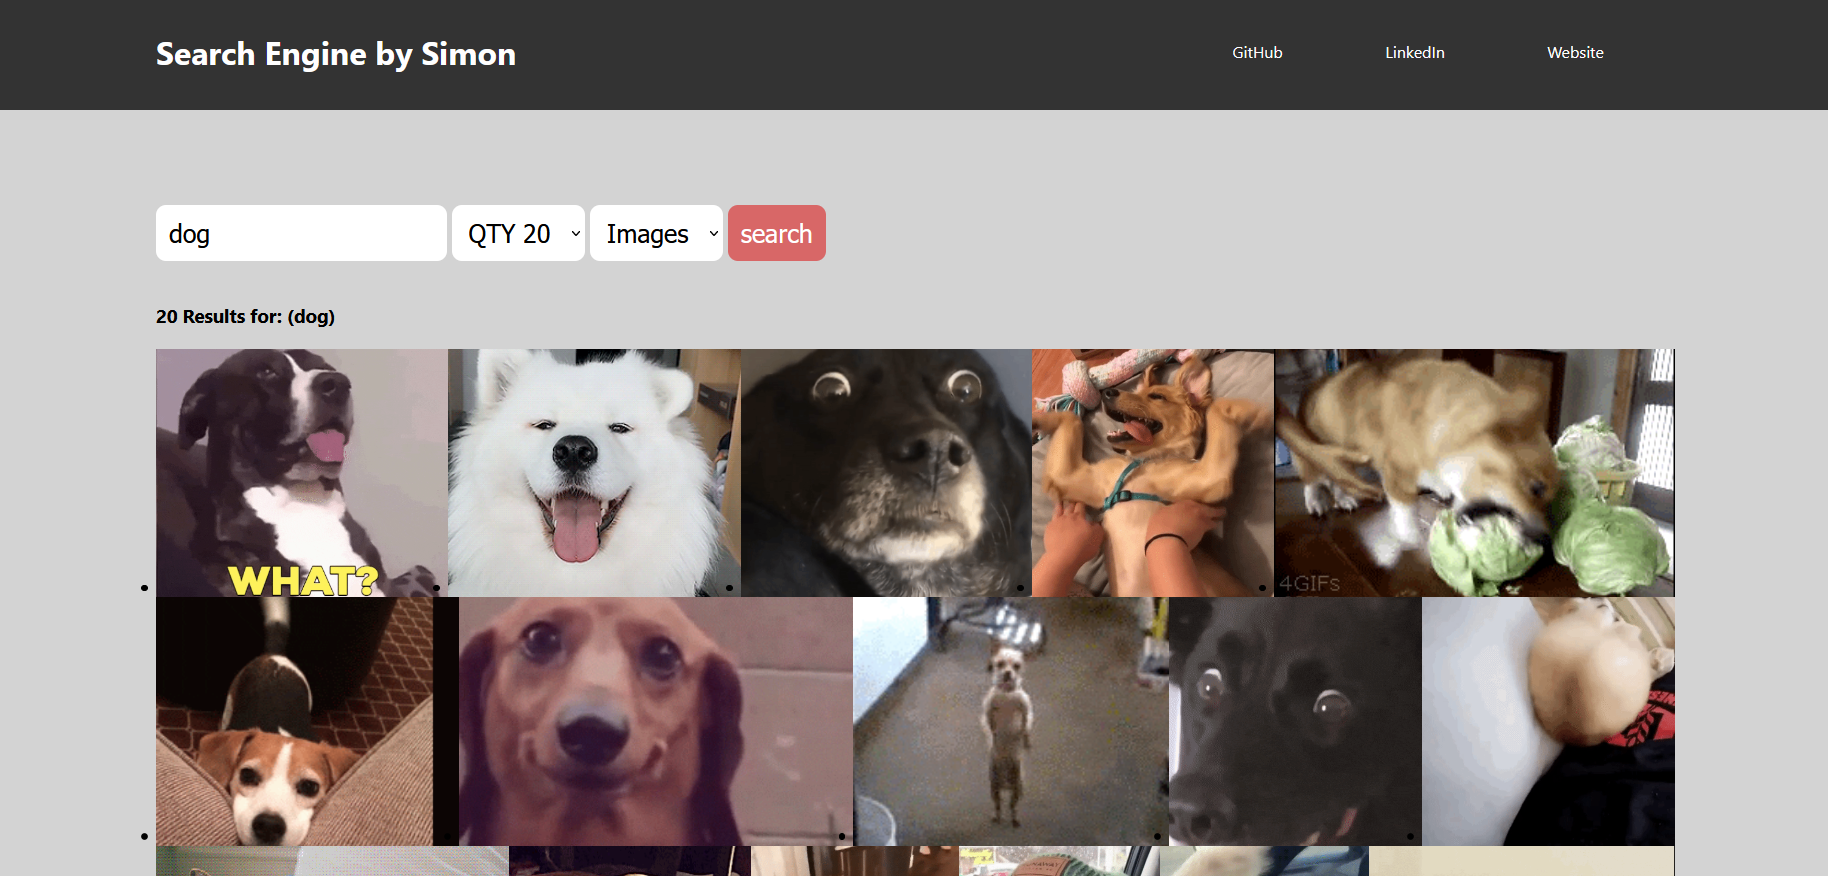 Search Engine by Simon
GitHub
LinkedIn
Website
dog
QTY 20
Images
search
20 Results for: (dog)
WHAT?
4GIFs